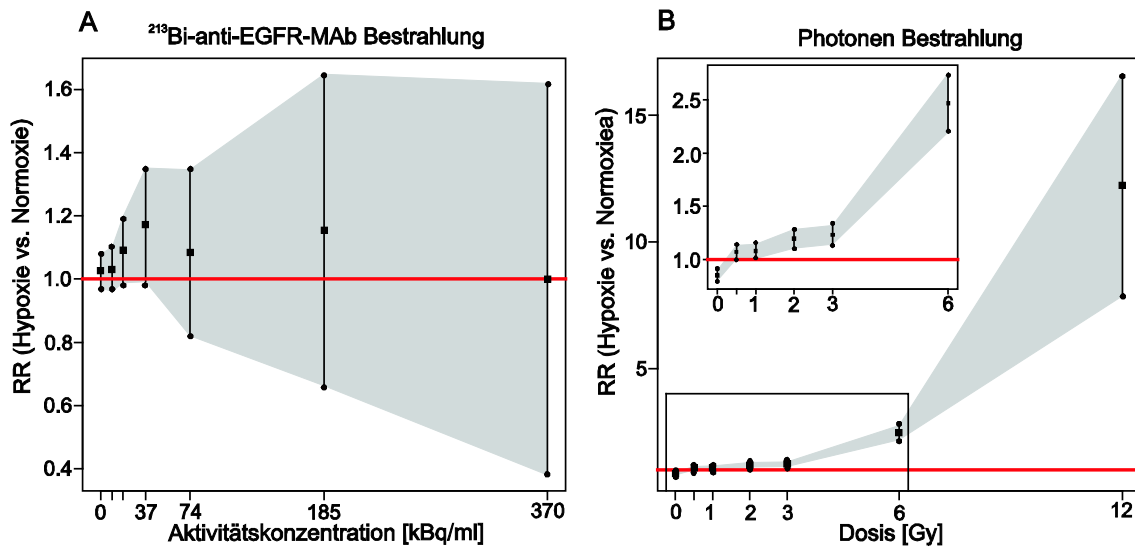 A
²¹³Bi-anti-EGFR-MAb Bestrahlung
RR (Hypoxie vs. Normoxie)
1.6
1.4
1.2
1.0
0.8
0.6
0.4
0 37 74 185 370
Aktivitätskonzentration [kBq/ml]
B
Photonen Bestrahlung
RR (Hypoxie vs. Normoxiea)
15
10
5
2.5
2.0
1.5
1.0
0 1 2 3 6
0 1 2 3 6 12
Dosis [Gy]